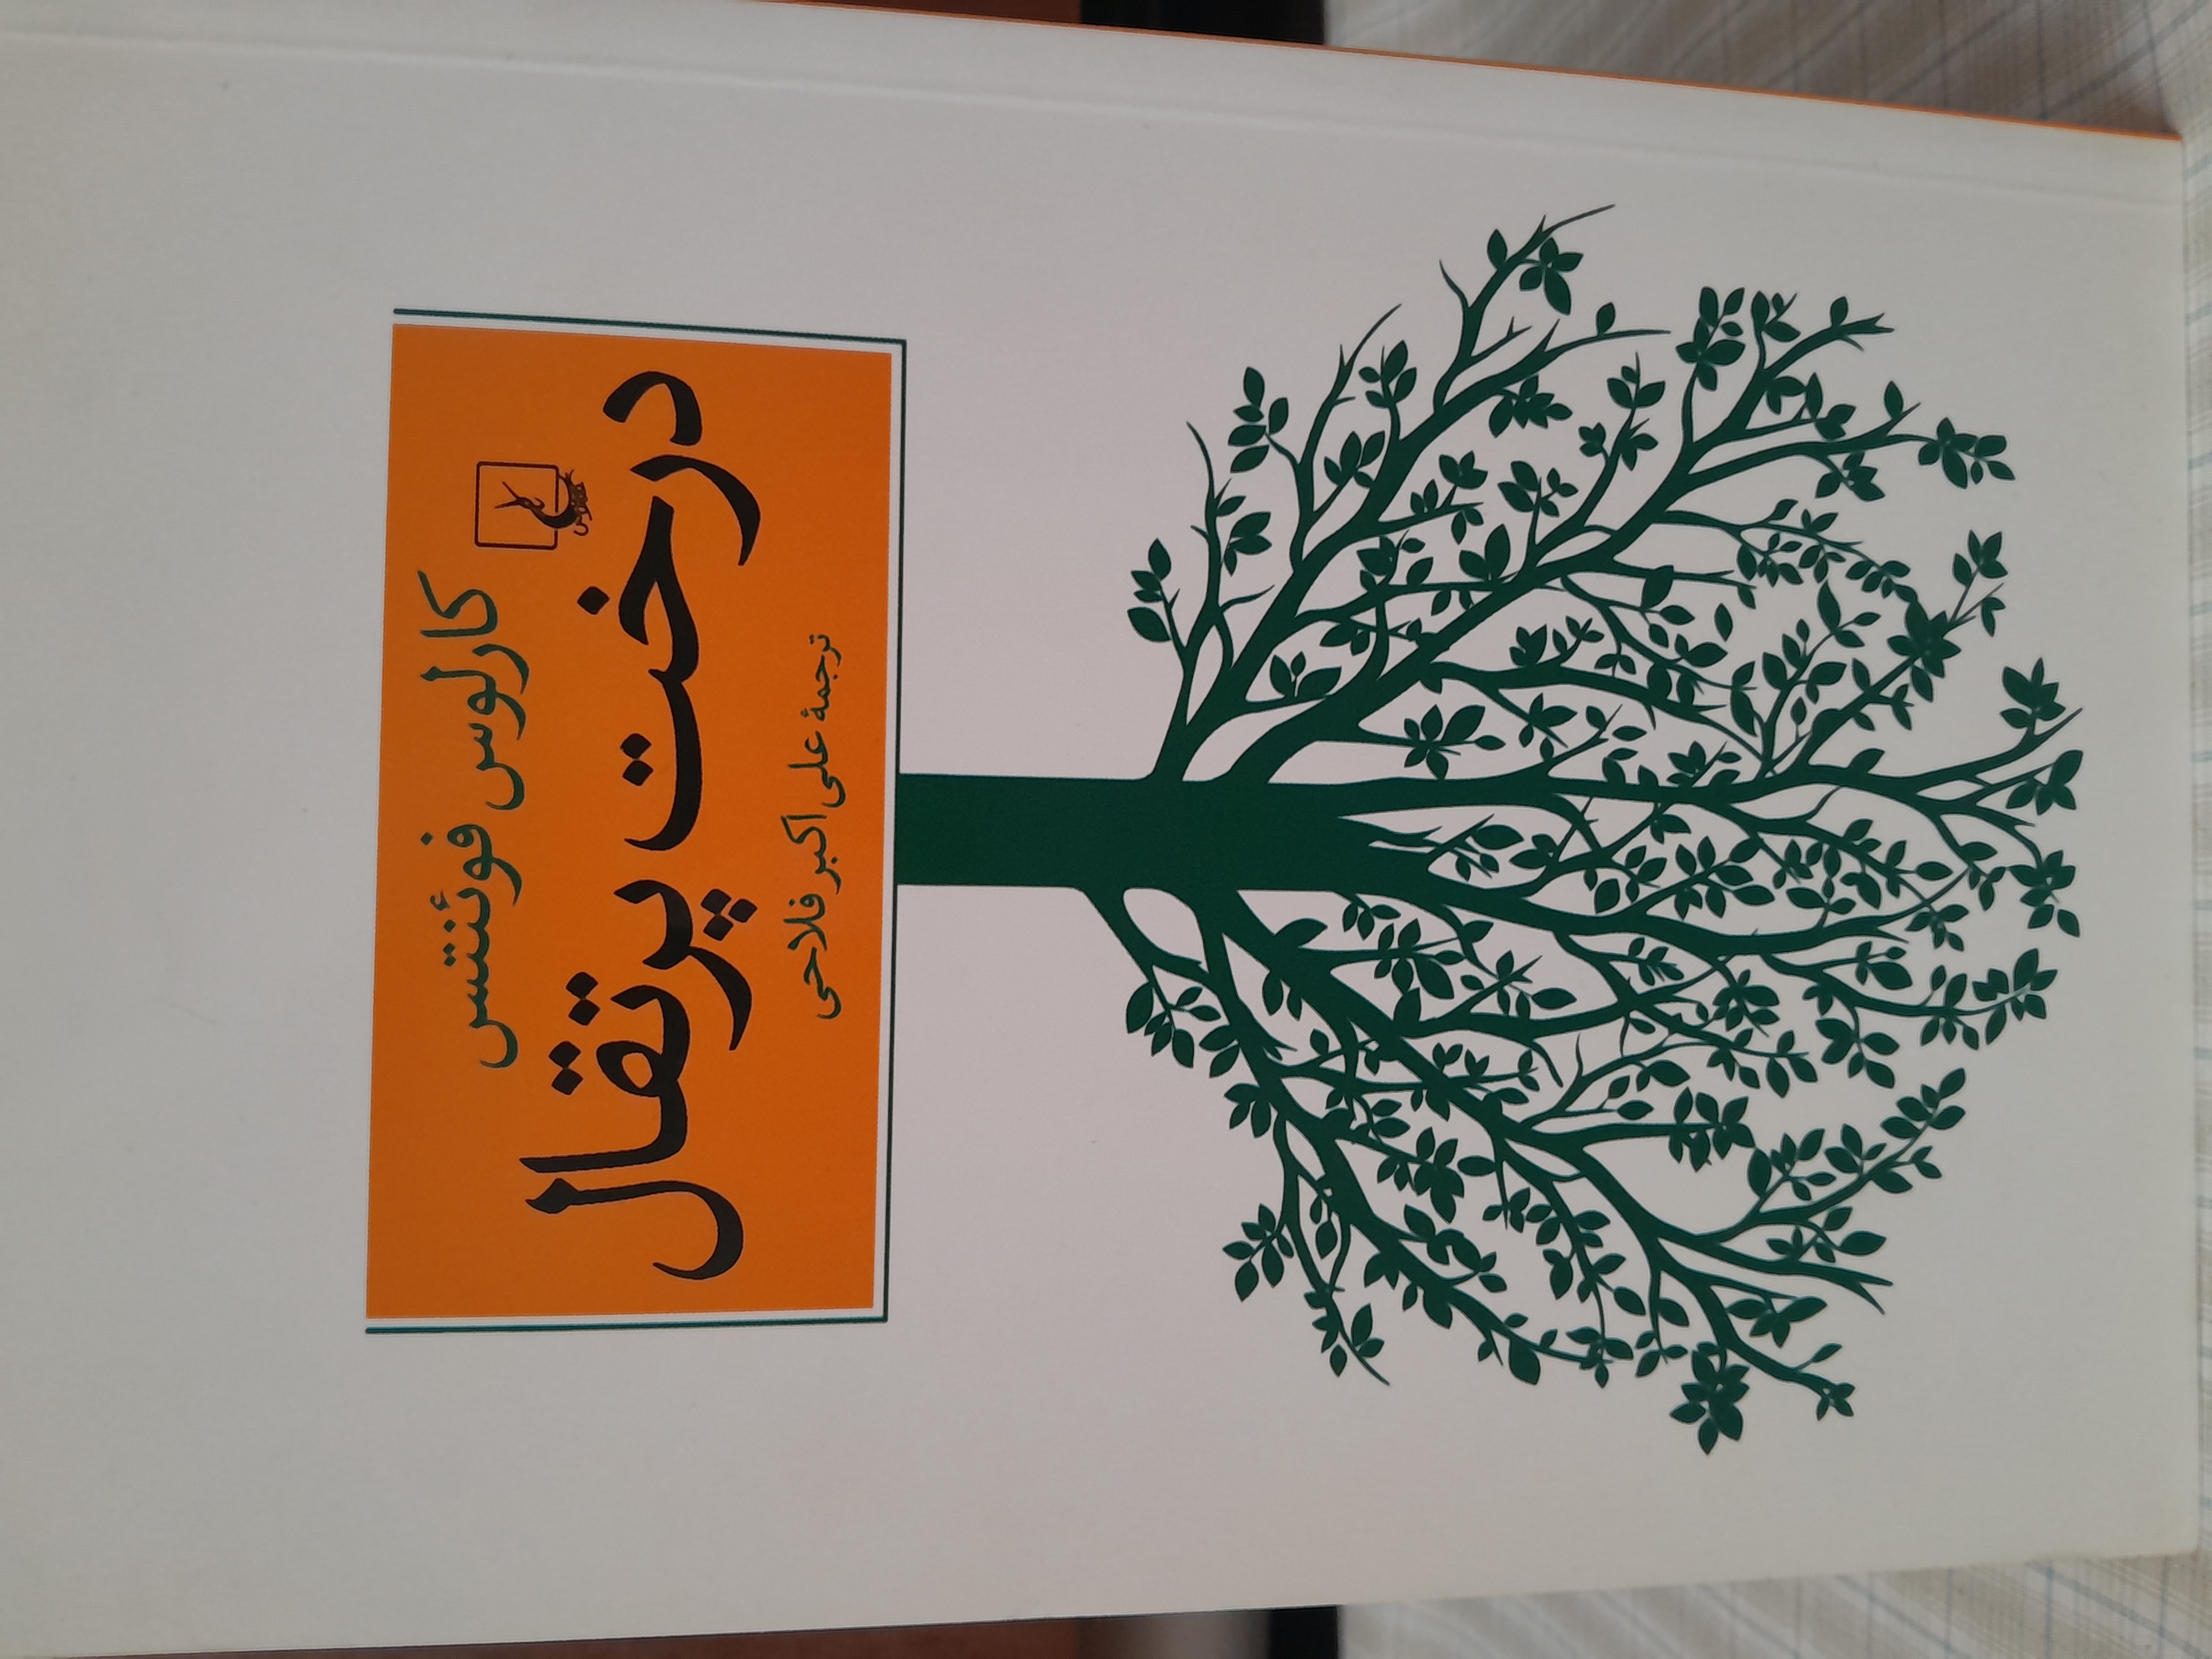 کارلوس فوئنتس
درخت پرتقال
ترجمهٔ علی‌اکبر فلاحی